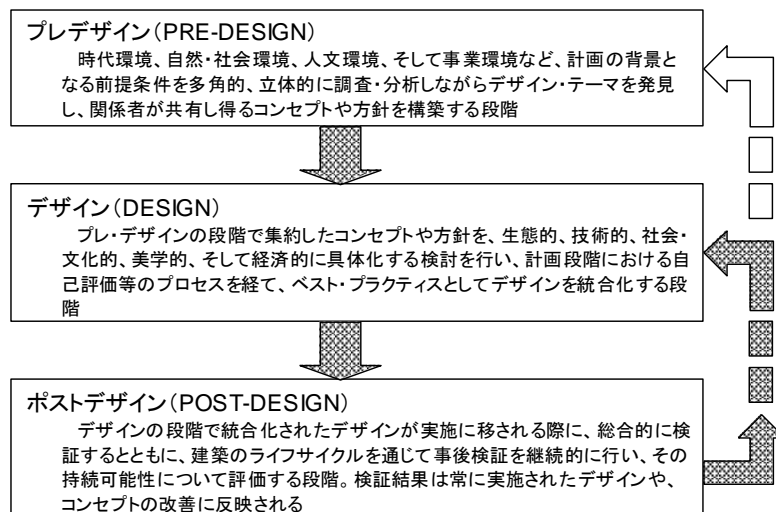 プレデザイン(PRE-DESIGN)
時代環境、自然・社会環境、人文環境、そして事業環境など、計画の背景と
なる前提条件を多角的、立体的に調査・分析しながらデザイン・テーマを発見
し、関係者が共有し得るコンセプトや方針を構築する段階
デザイン(DESIGN)
プレ・デザインの段階で集約したコンセプトや方針を、生態的、技術的、社会・
文化的、美学的、そして経済的に具体化する検討を行い、計画段階における自
己評価等のプロセスを経て、ベスト・プラクティスとしてデザインを統合化する段
階
ポストデザイン(POST-DESIGN)
デザインの段階で統合化されたデザインが実施に移される際に、総合的に検
証するとともに、建築のライフサイクルを通じて事後検証を継続的に行い、その
持続可能性について評価する段階。検証結果は常に実施されたデザインや、
コンセプトの改善に反映される